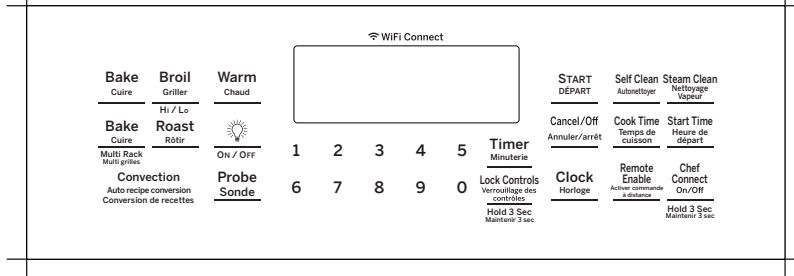 WiFi Connect
Bake
Cuire
Broil
Griller
Hi / Lo
Warm
Chaud
Bake
Cuire
Multi Rack
Multi grilles
Roast
Rôtir
ON / OFF
Convection
Auto recipe conversion
Conversion de recettes
Probe
Sonde
1 2 3 4 5
6 7 8 9 0
Timer
Minuterie
Lock Controls
Verrouillage des
contrôles
Hold 3 Sec
Maintenir 3 sec
START
DÉPART
Cancel/Off
Annuler/arrêt
Clock
Horloge
Self Clean
Autonettoyer
Steam Clean
Nettoyage
Vapeur
Cook Time
Temps de
cuisson
Start Time
Heure de
départ
Remote
Enable
Activer commande
à distance
Chef
Connect
On/Off
Hold 3 Sec
Maintenir 3 sec